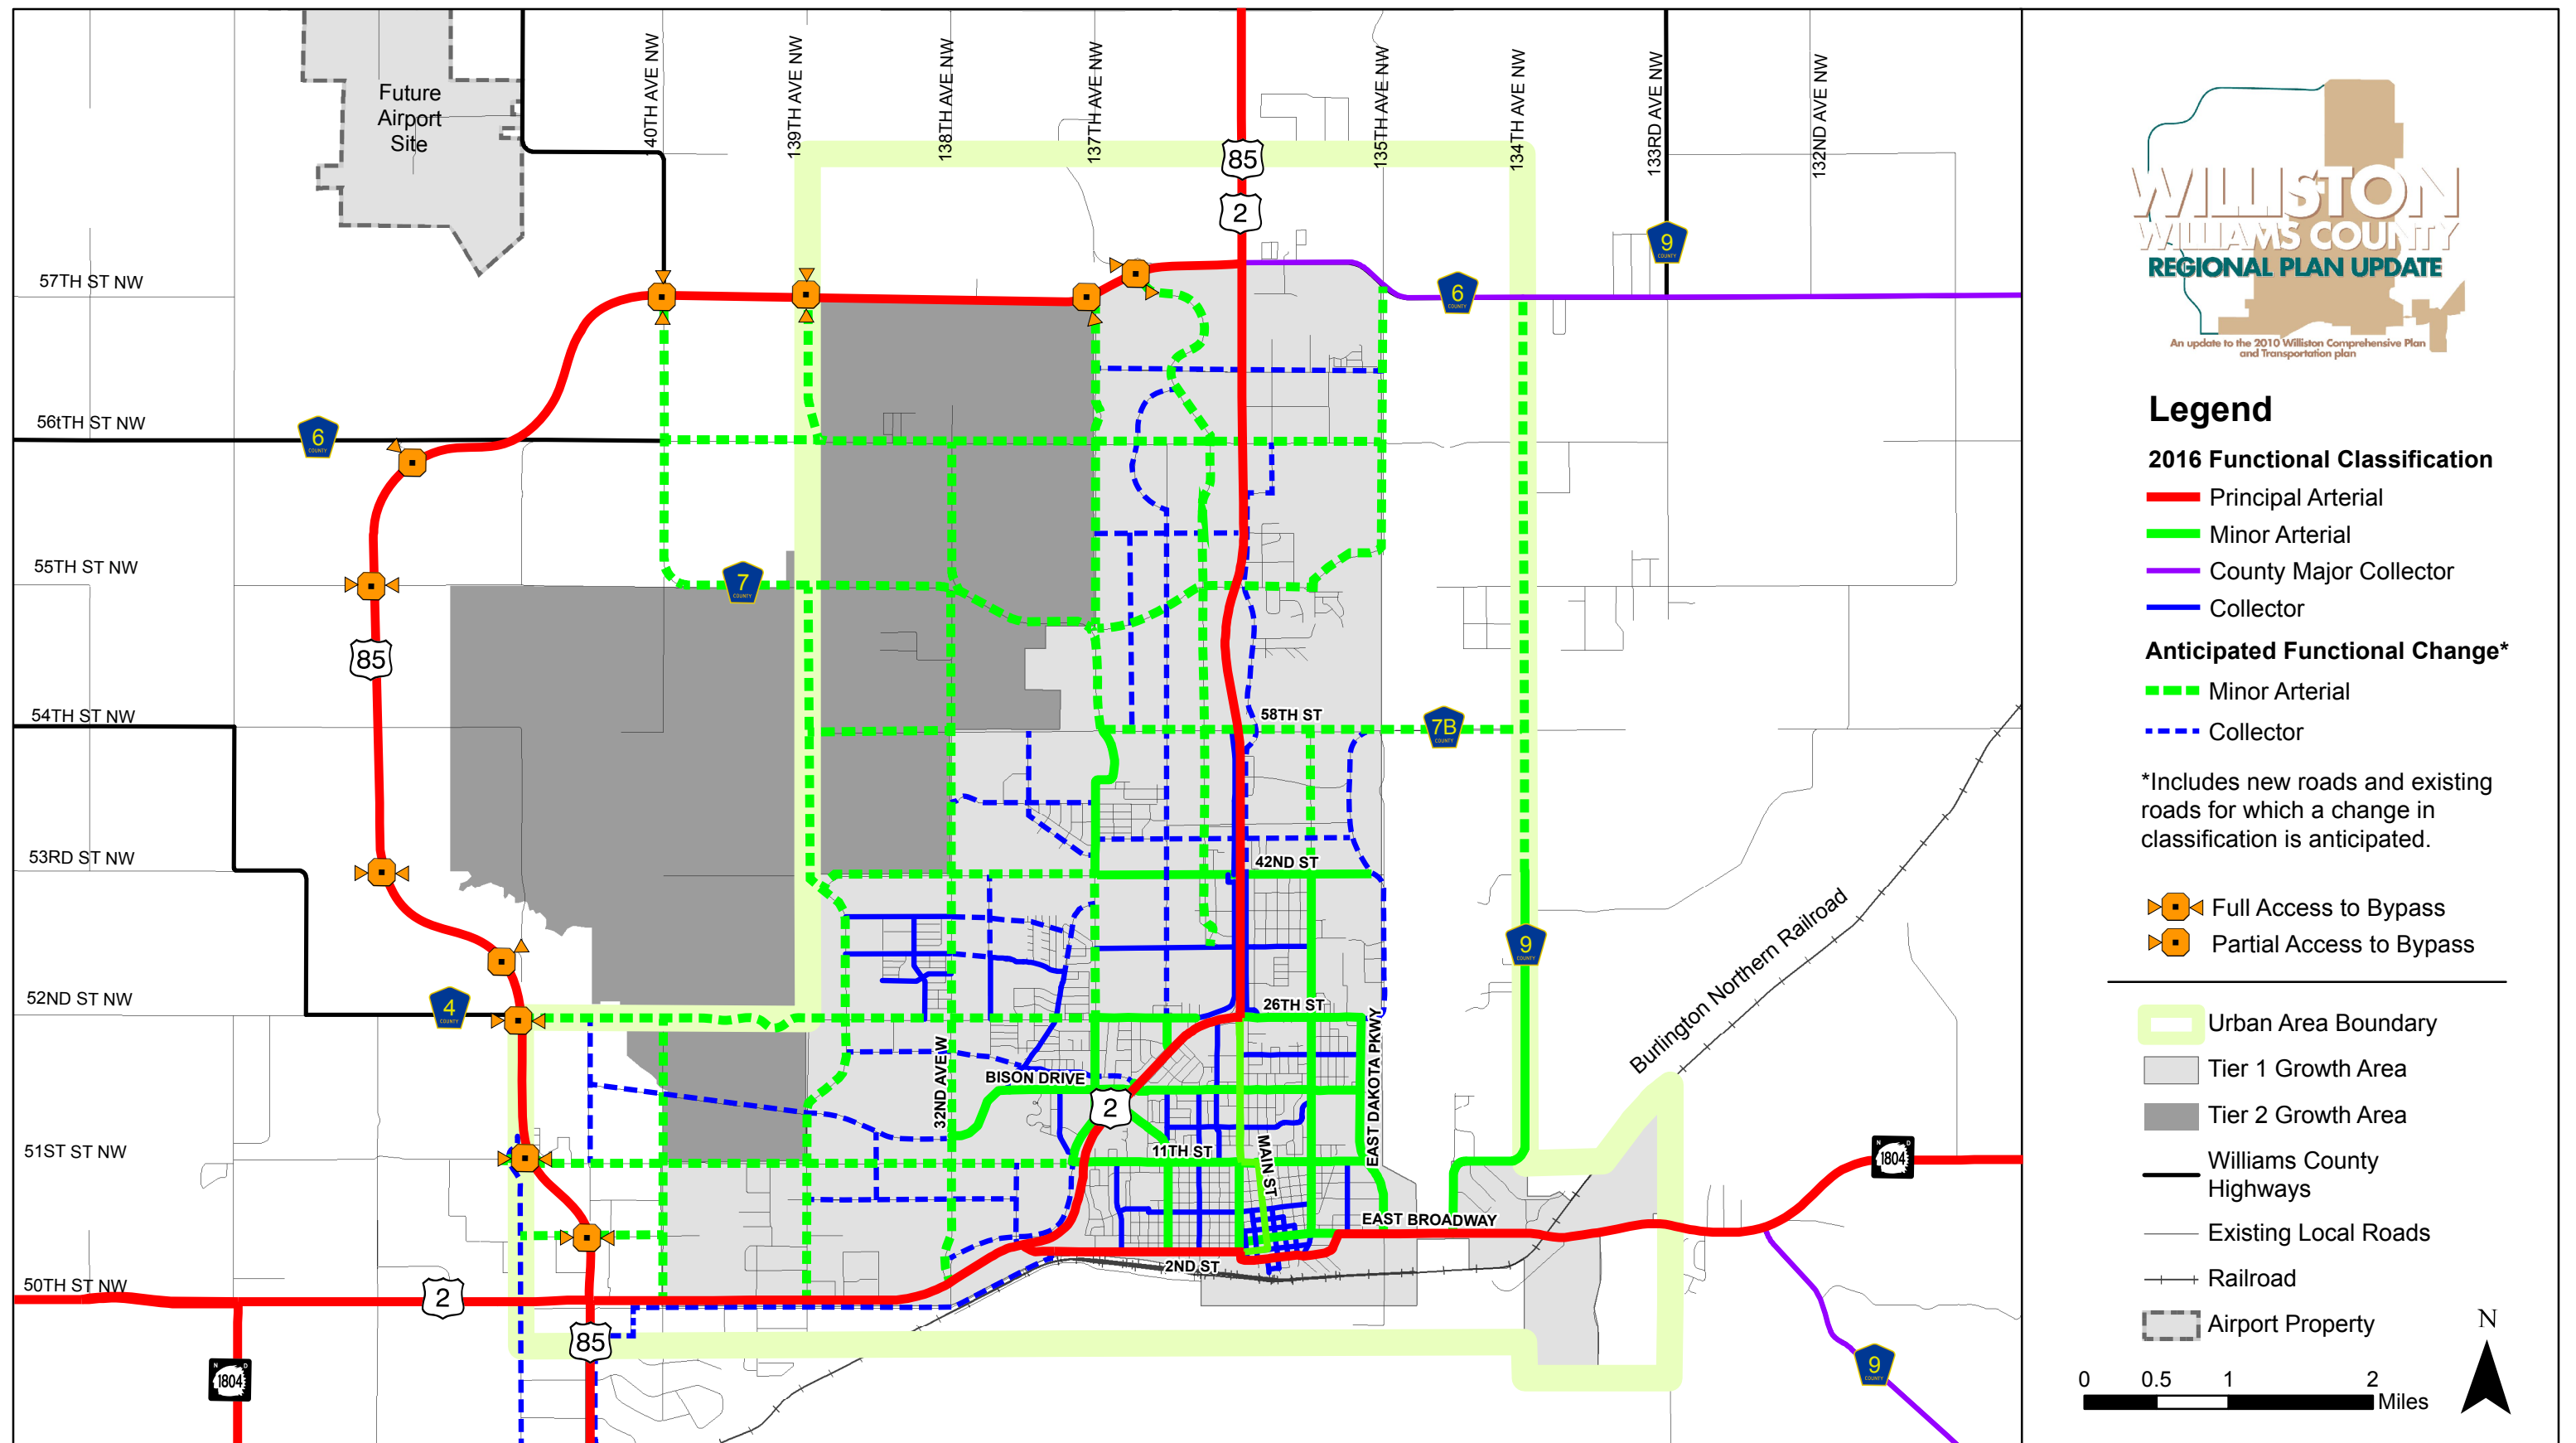 Future
Airport
Site
140TH AVE NW
139TH AVE NW
138TH AVE NW
137TH AVE NW
135TH AVE NW
134TH AVE NW
133RD AVE NW
132ND AVE NW
85
2
9
COUNTY
57TH ST NW
6
COUNTY
56tTH ST NW
6
COUNTY
55TH ST NW
7
COUNTY
85
54TH ST NW
58TH ST
7B
COUNTY
53RD ST NW
42ND ST
9
COUNTY
Burlington Northern Railroad
52ND ST NW
4
COUNTY
26TH ST
32ND AVE W
BISON DRIVE
2
EAST DAKOTA PKWY
MAIN ST
11TH ST
51ST ST NW
N D
1804
EAST BROADWAY
2ND ST
50TH ST NW
2
85
N D
1804
9
COUNTY
WILLISTON
WILLIAMS COUNTY
REGIONAL PLAN UPDATE
An update to the 2010 Williston Comprehensive Plan
and Transportation plan
Legend
2016 Functional Classification
Principal Arterial
Minor Arterial
County Major Collector
Collector
Anticipated Functional Change*
Minor Arterial
Collector
*Includes new roads and existing
roads for which a change in
classification is anticipated.
Full Access to Bypass
Partial Access to Bypass
Urban Area Boundary
Tier 1 Growth Area
Tier 2 Growth Area
Williams County
Highways
Existing Local Roads
Railroad
Airport Property
N
0 0.5 1 2
Miles